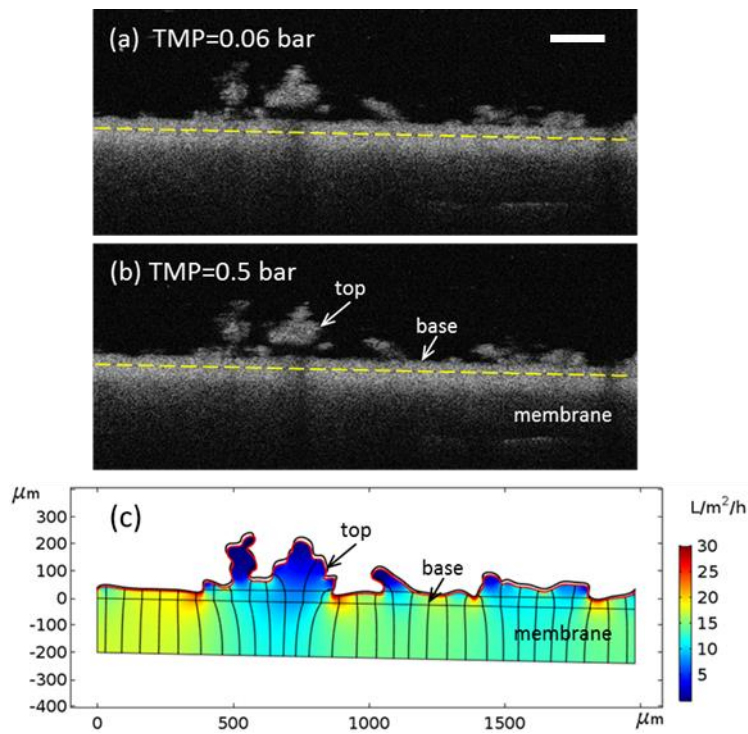 (a) TMP=0.06 bar
(b) TMP=0.5 bar
top
base
membrane
μm
(c)
L/m²/h
300
200
100
0
-100
-200
-300
-400
top
base
membrane
30
25
20
15
10
5
0
500
1000
1500
μm